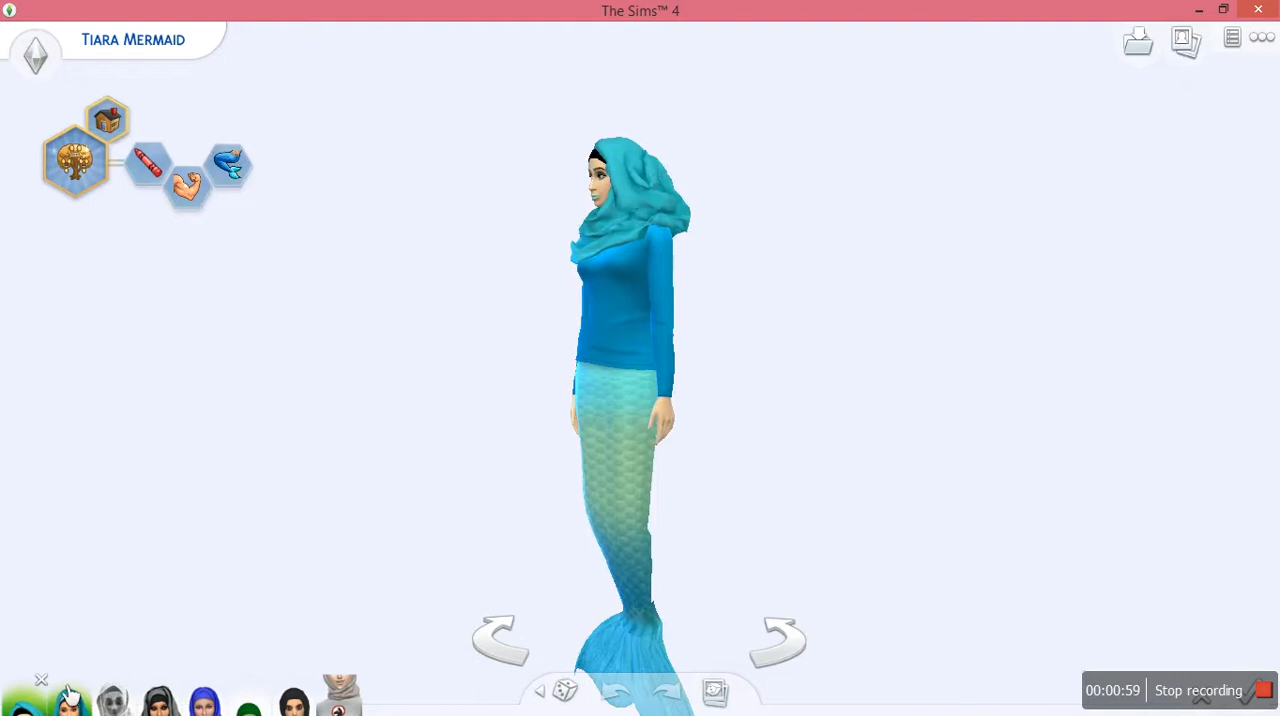 The Sims™ 4
TIARA MERMAID
00:00:59 Stop recording